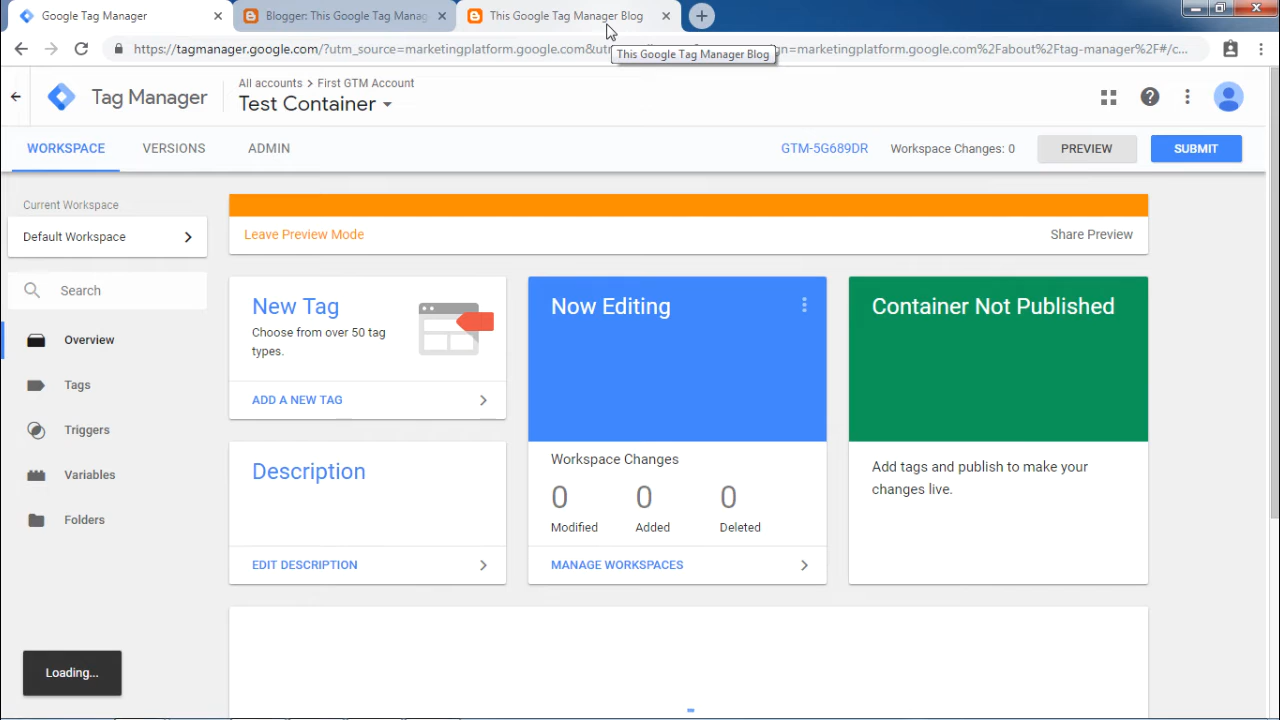 Google Tag Manager
Blogger: This Google Tag Manag
This Google Tag Manager Blog
https://tagmanager.google.com/?utm_source=marketingplatform.google.com&utm
gn=marketingplatform.google.com%2Fabout%2Ftag-manager%2F#/c...
This Google Tag Manager Blog
Tag Manager
All accounts > First GTM Account
Test Container
WORKSPACE
VERSIONS
ADMIN
GTM-5G689DR
Workspace Changes: 0
PREVIEW
SUBMIT
Current Workspace
Default Workspace
Search
Overview
Tags
Triggers
Variables
Folders
Leave Preview Mode
Share Preview
New Tag
Choose from over 50 tag
types.
ADD A NEW TAG
Description
EDIT DESCRIPTION
Now Editing
Workspace Changes
0 0 0
Modified Added Deleted
MANAGE WORKSPACES
Container Not Published
Add tags and publish to make your
changes live.
Loading...